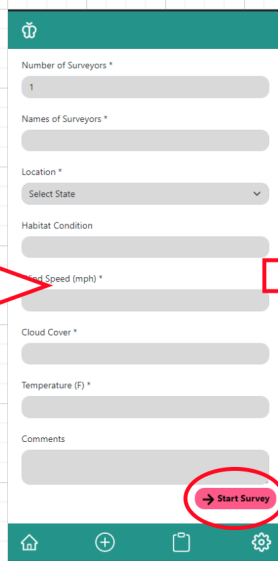 Number of Surveyors *
1
Names of Surveyors *
Location *
Select State
Habitat Condition
Speed (mph) *
Cloud Cover *
Temperature (F) *
Comments
Start Survey